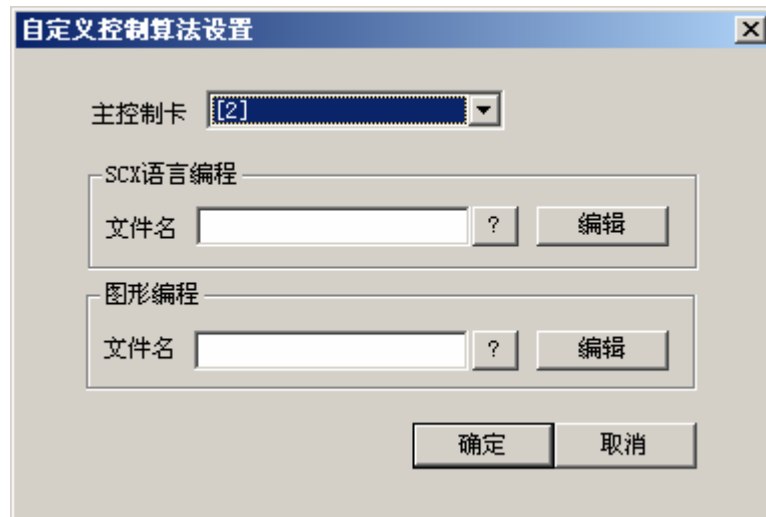 自定义控制算法设置
主控制卡 [2]
SCX语言编程
文件名 ? 编辑
图形编程
文件名 ? 编辑
确定 取消